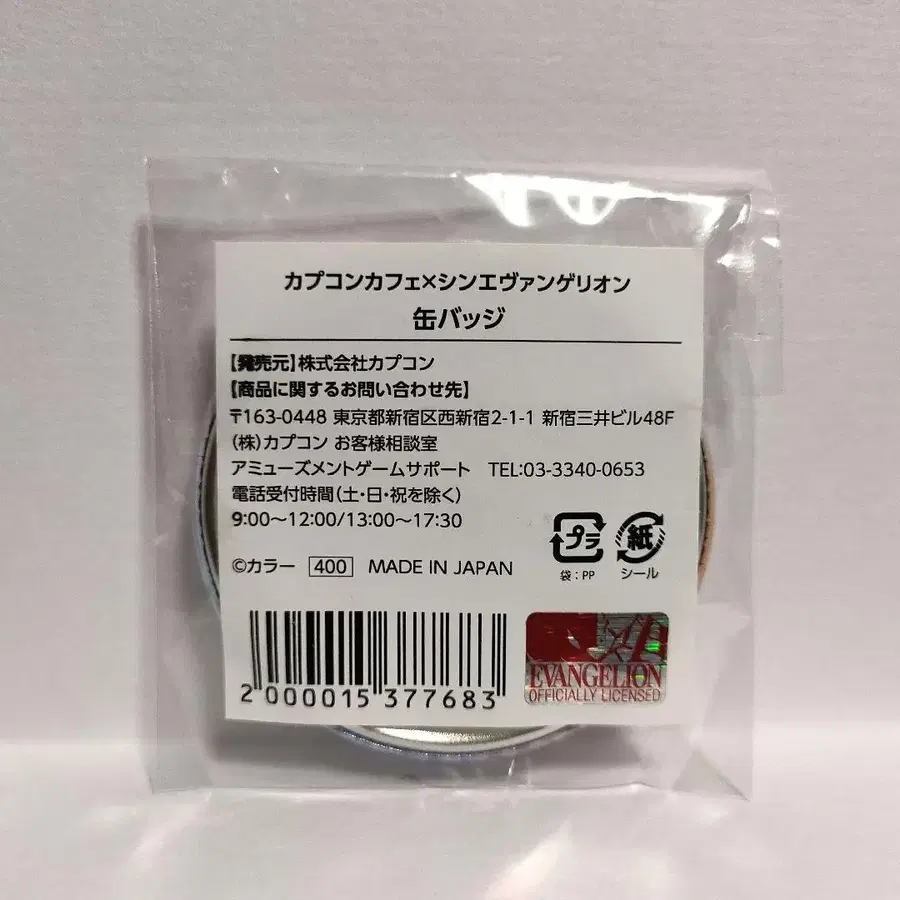 カプコンカフェ×シンエヴァンゲリオン
缶バッジ
【発売元】株式会社カプコン
【商品に関するお問い合わせ先】
〒163-0448 東京都新宿区西新宿2-1-1 新宿三井ビル48F
（株）カプコン お客様相談室
アミューズメントゲームサポート TEL:03-3340-0653
電話受付時間（土・日・祝を除く）
9:00～12:00/13:00～17:30
プラ
紙
袋：PP
シール
©カラー 400 MADE IN JAPAN
2 000015 377683
EVANGELION
OFFICIALLY LICENSED